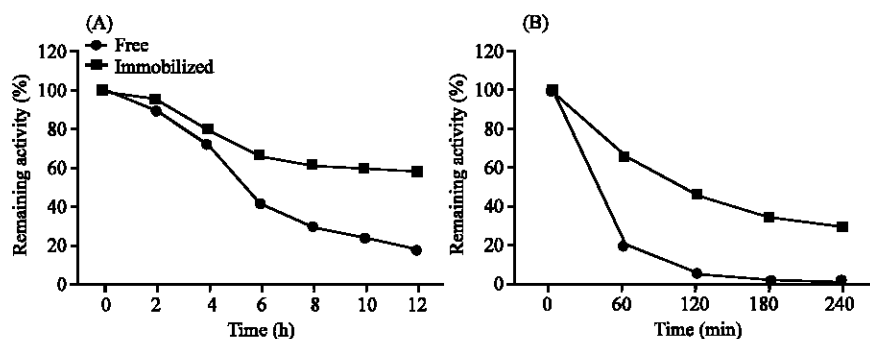 (A)
Free
Immobilized
Remaining activity (%)
120
100
80
60
40
20
0
0 2 4 6 8 10 12
Time (h)
(B)
Remaining activity (%)
120
100
80
60
40
20
0
0 60 120 180 240
Time (min)